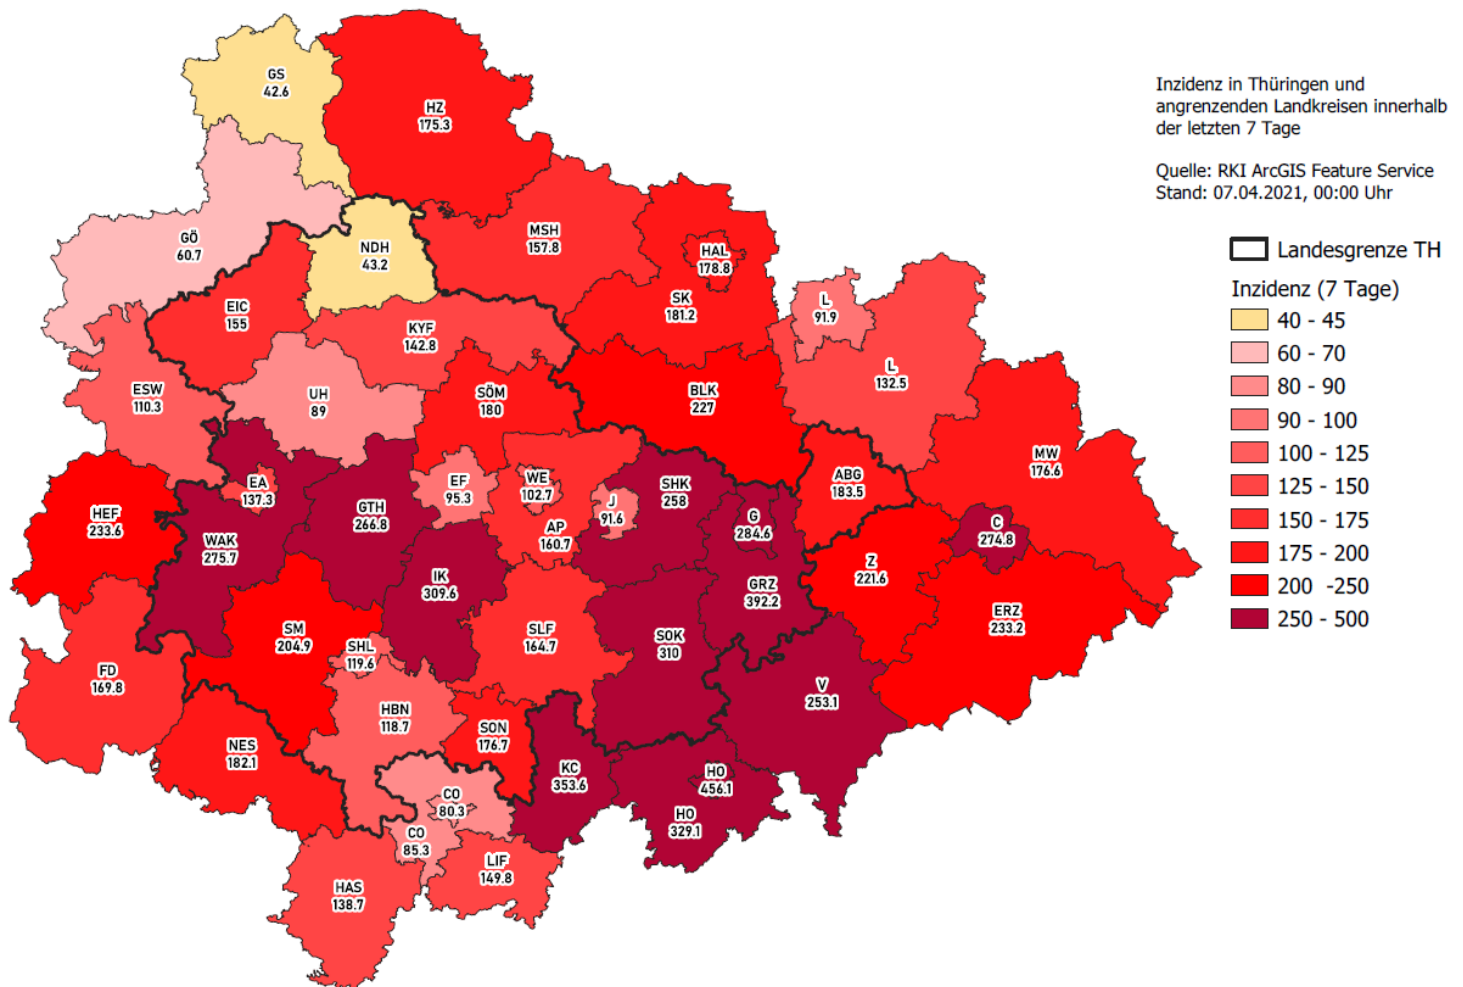 Inzidenz in Thüringen und
angrenzenden Landkreisen innerhalb
der letzten 7 Tage
Quelle: RKI ArcGIS Feature Service
Stand: 07.04.2021, 00:00 Uhr
Landesgrenze TH
Inzidenz (7 Tage)
40 - 45
60 - 70
80 - 90
90 - 100
100 - 125
125 - 150
150 - 175
175 - 200
200 -250
250 - 500
GS
42.6
HZ
175.3
GÖ
60.7
NDH
43.2
MSH
157.8
HAL
178.8
EIC
155
KYF
142.8
SK
181.2
L
91.9
L
132.5
ESW
110.3
UH
89
SÖM
180
BLK
227
MW
176.6
EA
137.3
EF
95.3
WE
102.7
ABG
183.5
HEF
233.6
WAK
275.7
GTH
266.8
AP
160.7
J
91.6
SHK
258
G
284.6
C
274.8
IK
309.6
GRZ
392.2
Z
221.6
ERZ
233.2
SM
204.9
SHL
119.6
SLF
164.7
SOK
310
FD
169.8
HBN
118.7
SON
176.7
V
253.1
NES
182.1
KC
353.6
HO
456.1
HO
329.1
CO
80.3
CO
85.3
LIF
149.8
HAS
138.7